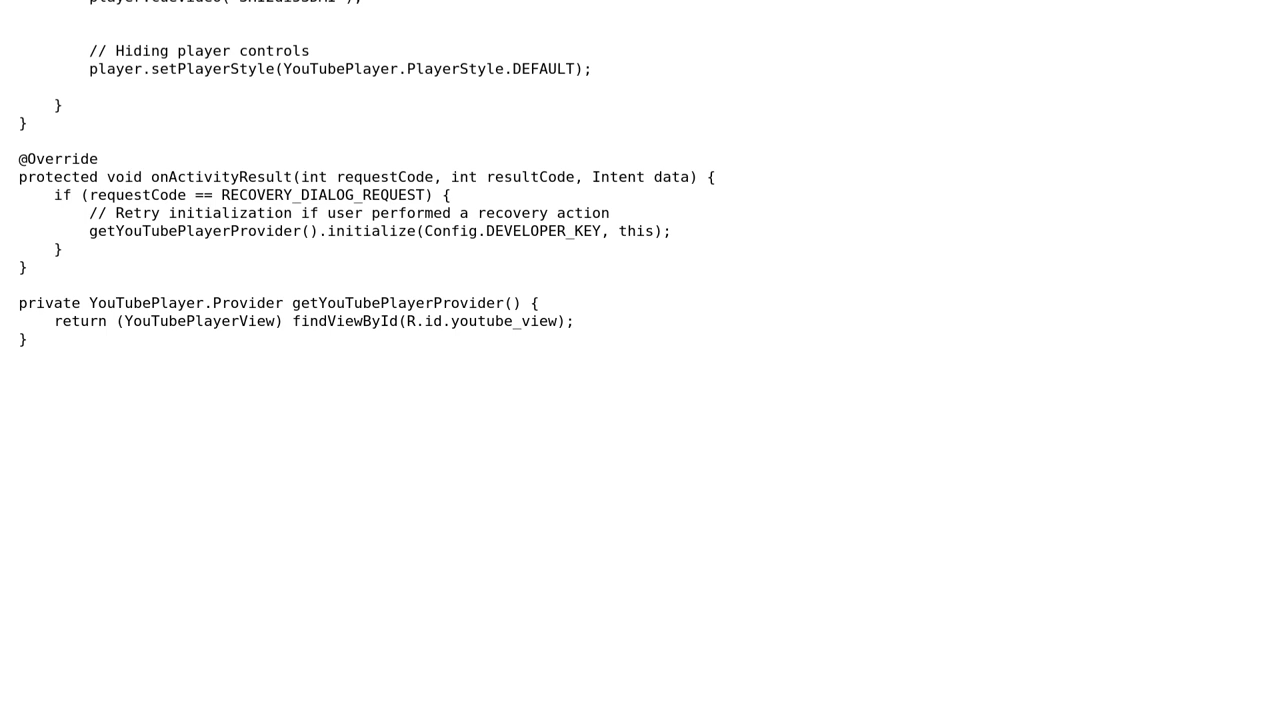 // Hiding player controls
player.setPlayerStyle(YouTubePlayer.PlayerStyle.DEFAULT);
}
}
@Override
protected void onActivityResult(int requestCode, int resultCode, Intent data) {
if (requestCode == RECOVERY_DIALOG_REQUEST) {
// Retry initialization if user performed a recovery action
getYouTubePlayerProvider().initialize(Config.DEVELOPER_KEY, this);
}
}
private YouTubePlayer.Provider getYouTubePlayerProvider() {
return (YouTubePlayerView) findViewById(R.id.youtube_view);
}